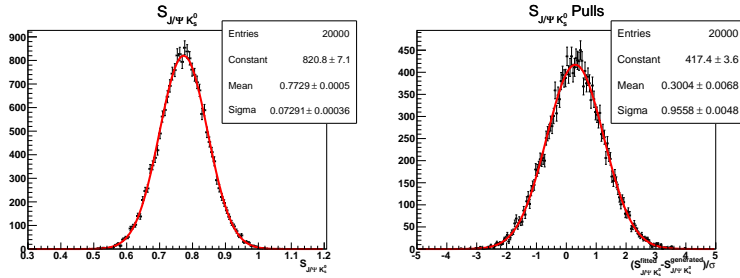 S_{J/Ψ K_s^0}
Entries 20000
Constant 820.8 ± 7.1
Mean 0.7729 ± 0.0005
Sigma 0.07291 ± 0.00036
900
800
700
600
500
400
300
200
100
0
0.3 0.4 0.5 0.6 0.7 0.8 0.9 1 1.1 1.2
S_{J/Ψ K_s^0}
S_{J/Ψ K_s^0} Pulls
Entries 20000
Constant 417.4 ± 3.6
Mean 0.3004 ± 0.0068
Sigma 0.9558 ± 0.0048
450
400
350
300
250
200
150
100
50
0
-5 -4 -3 -2 -1 0 1 2 3 4 5
(S^{fitted}_{J/Ψ K_s^0}-S^{generated}_{J/Ψ K_s^0})/σ